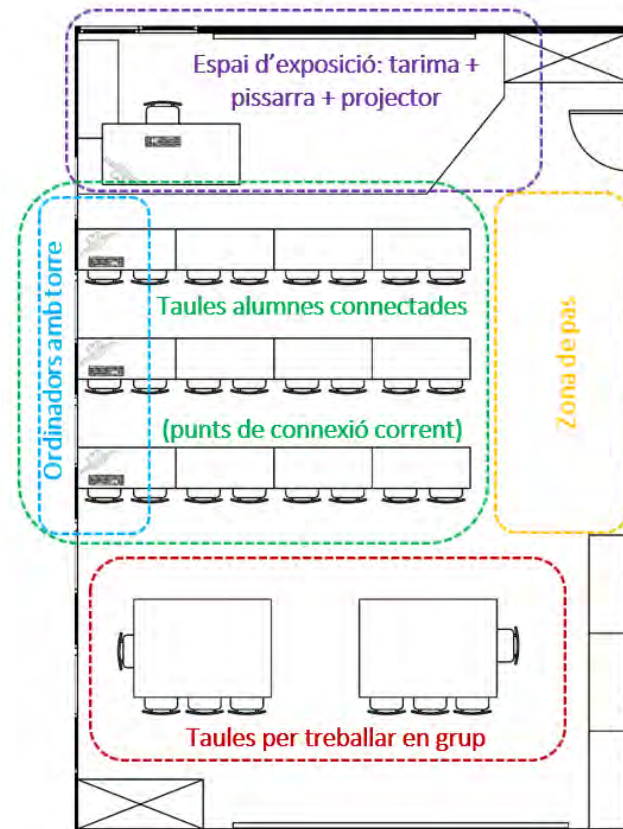 Espai d'exposició: tarima +
pissarra + projector
Ordinadors amb torre
Taules alumnes connectades
(punts de connexió corrent)
Zona de pas
Taules per treballar en grup